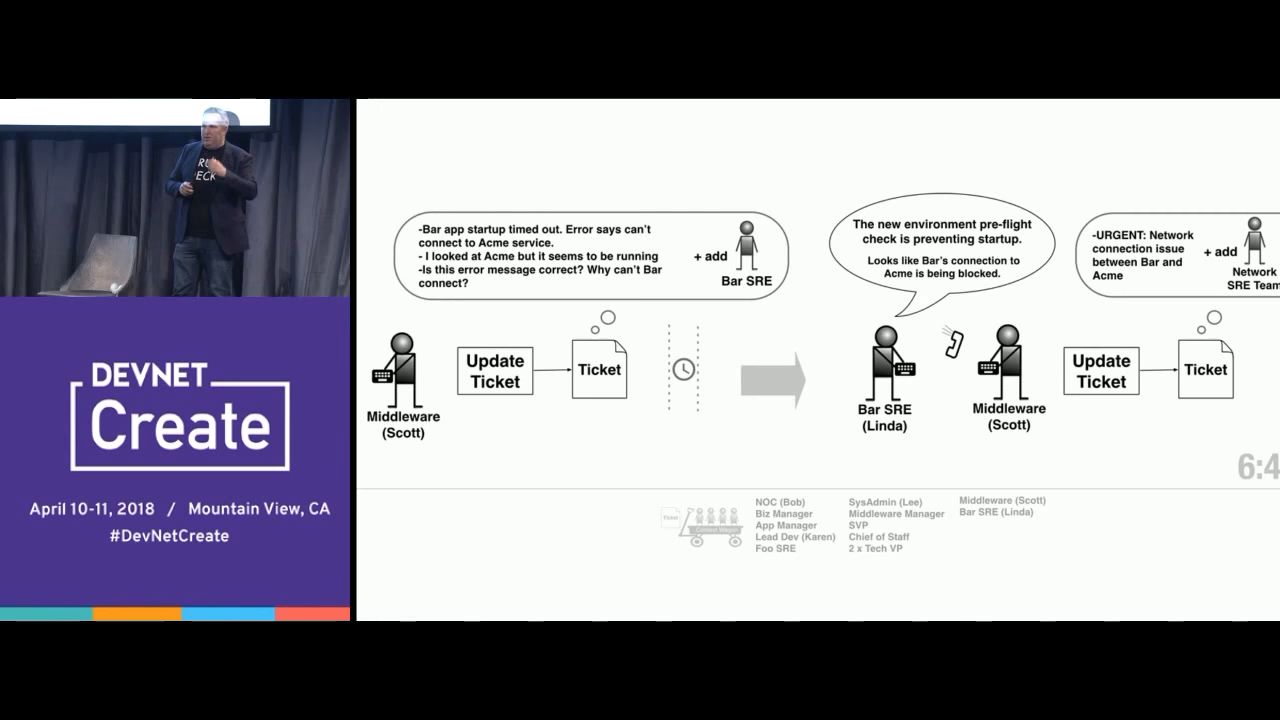 RU
ECK
DEVNET
Create
April 10-11, 2018 / Mountain View, CA
#DevNetCreate
-Bar app startup timed out. Error says can't
connect to Acme service.
- I looked at Acme but it seems to be running
-Is this error message correct? Why can't Bar
connect?
+ add
Bar SRE
The new environment pre-flight
check is preventing startup.
Looks like Bar's connection to
Acme is being blocked.
-URGENT: Network
connection issue
between Bar and
Acme
+ add
Network
SRE Team
Middleware
(Scott)
Update
Ticket
Ticket
Bar SRE
(Linda)
Middleware
(Scott)
Update
Ticket
Ticket
6:4
Ticket
NOC (Bob)
Biz Manager
App Manager
Lead Dev (Karen)
Foo SRE
SysAdmin (Lee)
Middleware Manager
SVP
Chief of Staff
2 x Tech VP
Middleware (Scott)
Bar SRE (Linda)